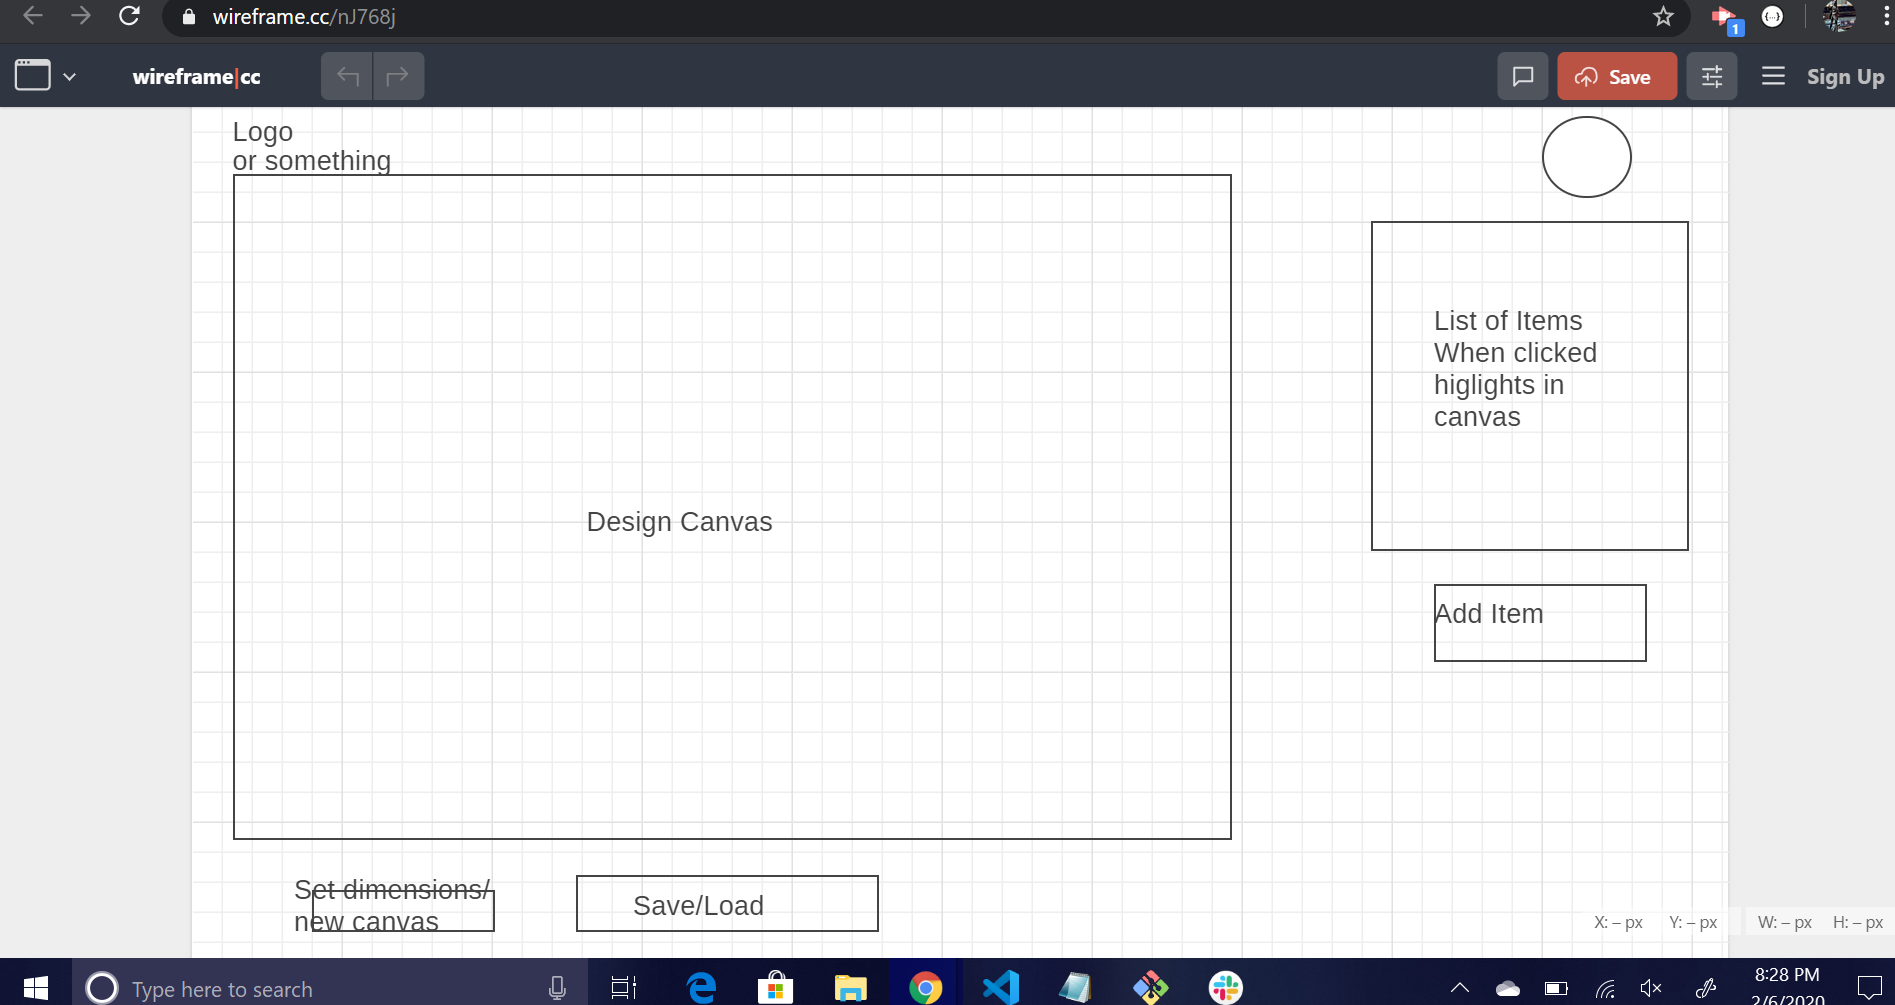 wireframe.cc/nJ768j
{...}
1
wireframe|cc
Save
Sign Up
Logo
or something
List of Items
When clicked
higlights in
canvas
Design Canvas
Add Item
Set dimensions/
new canvas
Save/Load
X: – px Y: – px W: – px H: – px
Type here to search
8:28 PM
2/6/2020